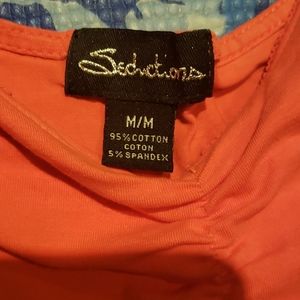 Seductions
M/M
95% COTTON
COTON
5% SPANDEX